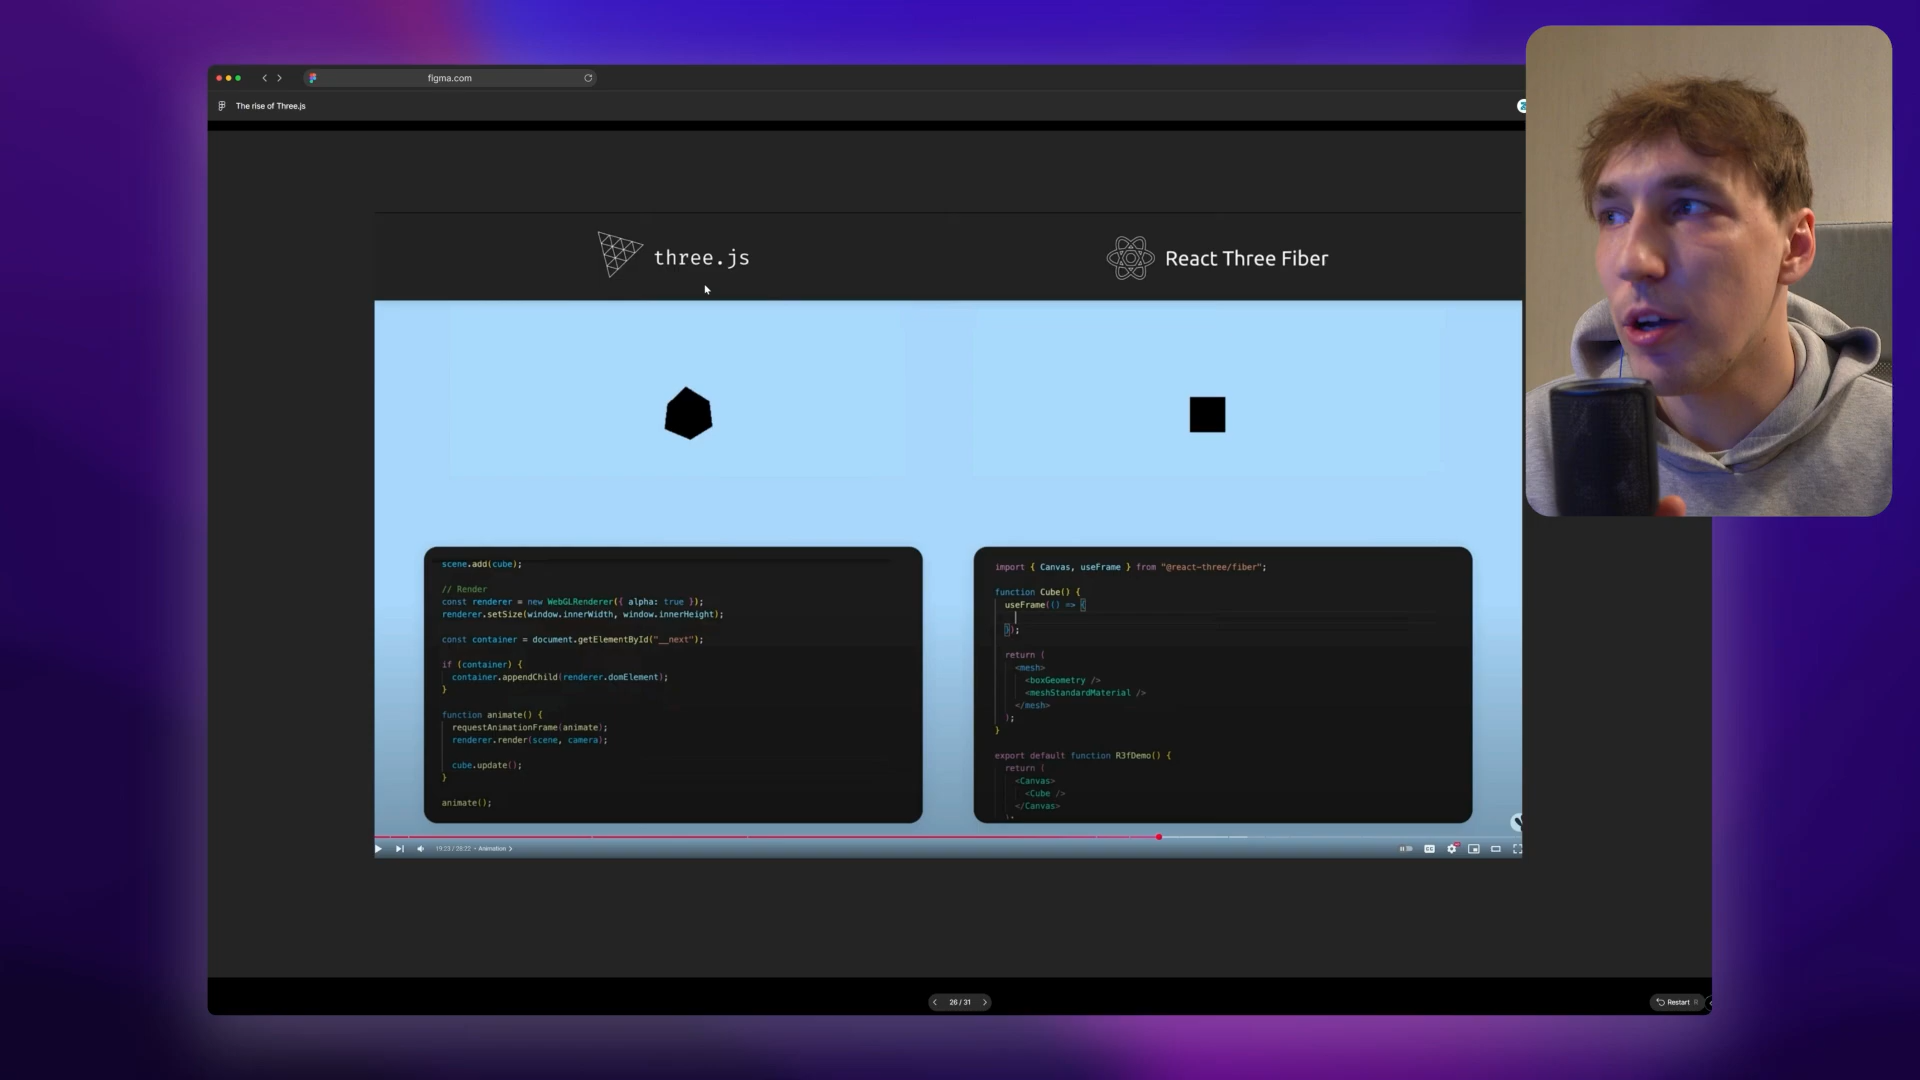 figma.com
The rise of Three.js
three.js
React Three Fiber
scene.add(cube);
// Render
const renderer = new WebGLRenderer({ alpha: true });
renderer.setSize(window.innerWidth, window.innerHeight);
const container = document.getElementById("__next");
if (container) {
container.appendChild(renderer.domElement);
}
function animate() {
requestAnimationFrame(animate);
renderer.render(scene, camera);
cube.update();
}
animate();
import { Canvas, useFrame } from "@react-three/fiber";
function Cube() {
useFrame(() => {
});
return (
<mesh>
<boxGeometry />
<meshStandardMaterial />
</mesh>
);
}
export default function R3fDemo() {
return (
<Canvas>
<Cube />
</Canvas>
19:23 / 28:22 • Animation >
26 / 31
Restart R